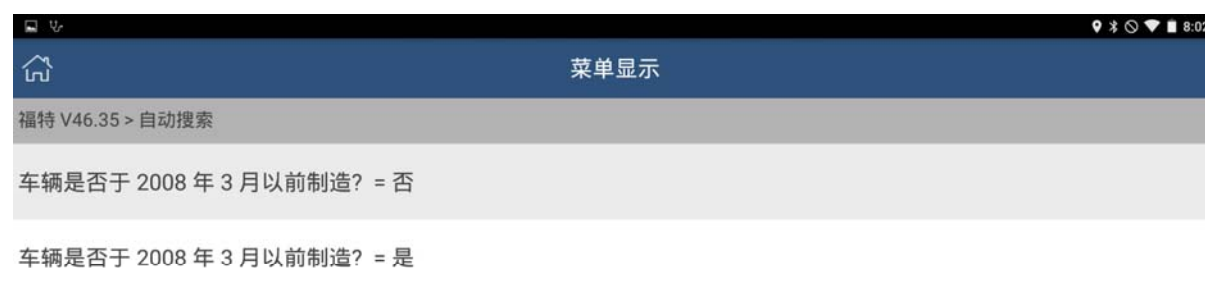 8:02
菜单显示
福特 V46.35 > 自动搜索
车辆是否于 2008 年 3 月以前制造? = 否
车辆是否于 2008 年 3 月以前制造? = 是